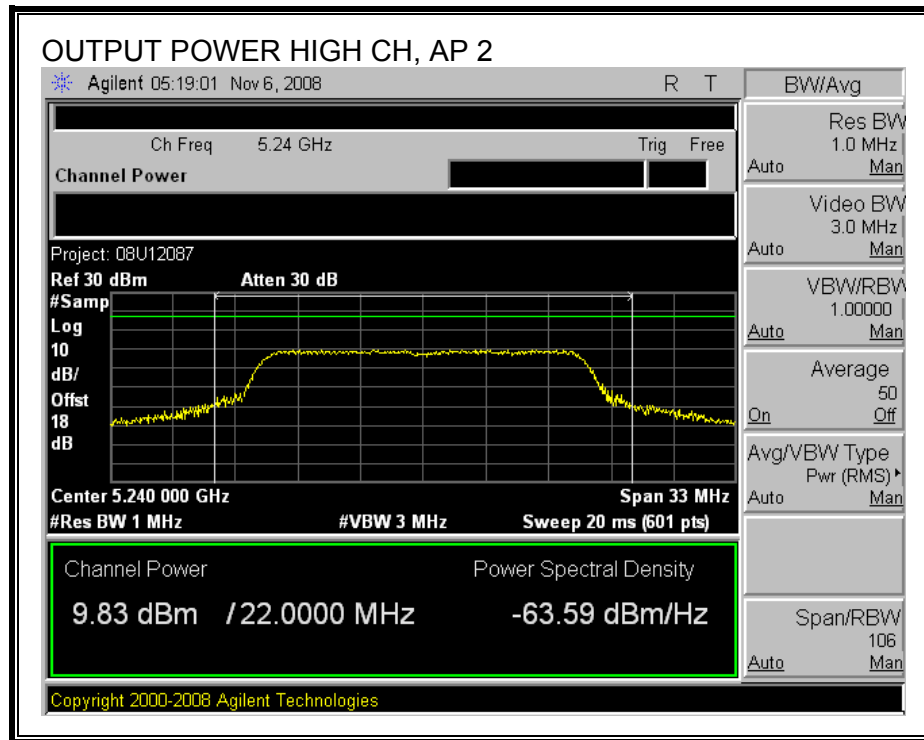 OUTPUT POWER HIGH CH, AP 2
Agilent 05:19:01 Nov 6, 2008 R T
BW/Avg
Ch Freq 5.24 GHz Trig Free
Channel Power
Res BW
1.0 MHz
Auto Man
Video BW
3.0 MHz
Auto Man
Project: 08U12087
Ref 30 dBm Atten 30 dB
#Samp
Log
10
dB/
Offst
18
dB
VBW/RBW
1.00000
Auto Man
Average
50
On Off
Avg/VBW Type
Pwr (RMS)
Auto Man
Center 5.240 000 GHz Span 33 MHz
#Res BW 1 MHz #VBW 3 MHz Sweep 20 ms (601 pts)
Channel Power Power Spectral Density
9.83 dBm / 22.0000 MHz -63.59 dBm/Hz
Span/RBW
106
Auto Man
Copyright 2000-2008 Agilent Technologies